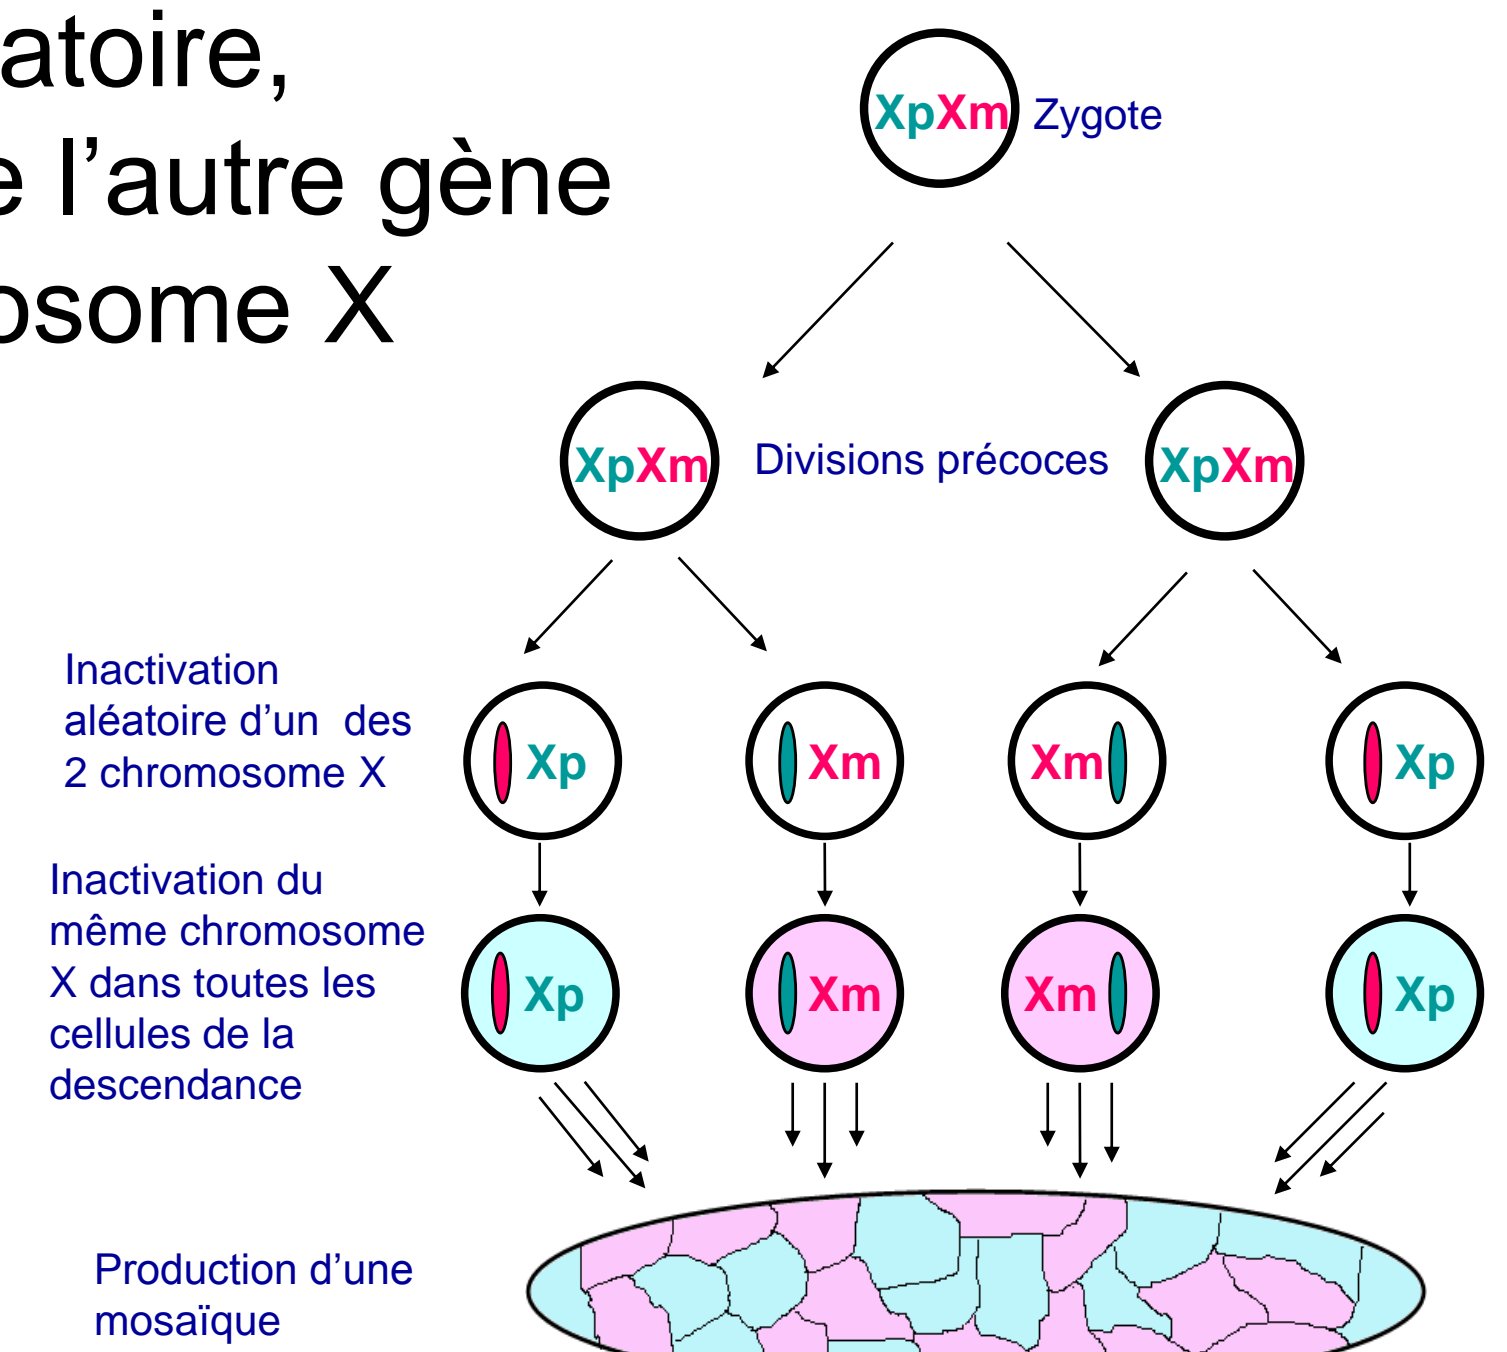 atoire,
e l’autre gène
osome X
XpXm Zygote
XpXm Divisions précoces XpXm
Inactivation
aléatoire d’un des
2 chromosome X
Xp Xm Xm Xp
Inactivation du
même chromosome
X dans toutes les
cellules de la
descendance
Xp Xm Xm Xp
Production d’une
mosaïque